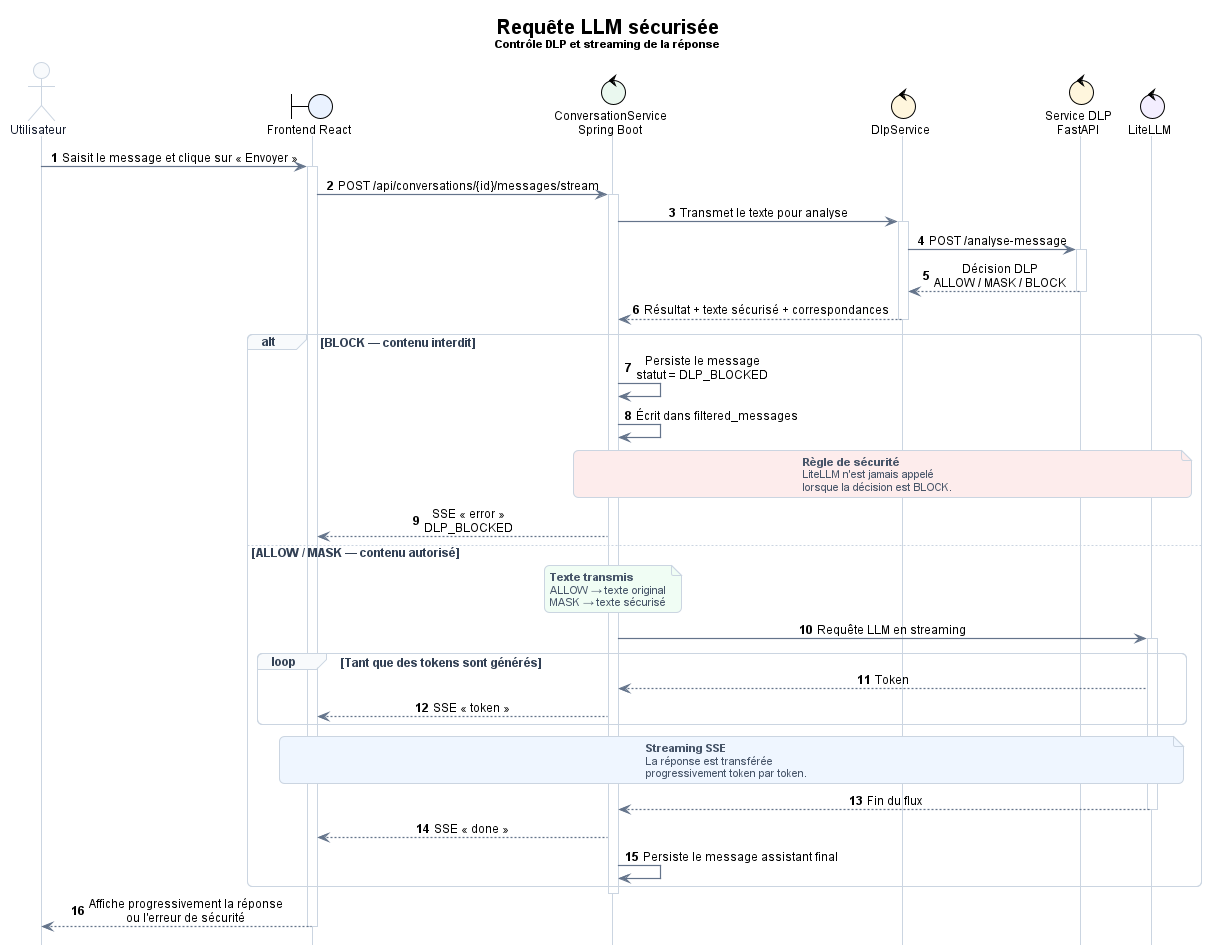 Requête LLM sécurisée
Contrôle DLP et streaming de la réponse
Utilisateur
Frontend React
ConversationService
Spring Boot
DlpService
Service DLP
FastAPI
LiteLLM
1 Saisit le message et clique sur « Envoyer »
2 POST /api/conversations/{id}/messages/stream
3 Transmet le texte pour analyse
4 POST /analyse-message
5 Décision DLP
ALLOW / MASK / BLOCK
6 Résultat + texte sécurisé + correspondances
alt [BLOCK — contenu interdit]
7 Persiste le message
statut = DLP_BLOCKED
8 Écrit dans filtered_messages
Règle de sécurité
LiteLLM n'est jamais appelé
lorsque la décision est BLOCK.
9 SSE « error »
DLP_BLOCKED
[ALLOW / MASK — contenu autorisé]
Texte transmis
ALLOW → texte original
MASK → texte sécurisé
10 Requête LLM en streaming
loop [Tant que des tokens sont générés]
11 Token
12 SSE « token »
Streaming SSE
La réponse est transférée
progressivement token par token.
13 Fin du flux
14 SSE « done »
15 Persiste le message assistant final
16 Affiche progressivement la réponse
ou l'erreur de sécurité